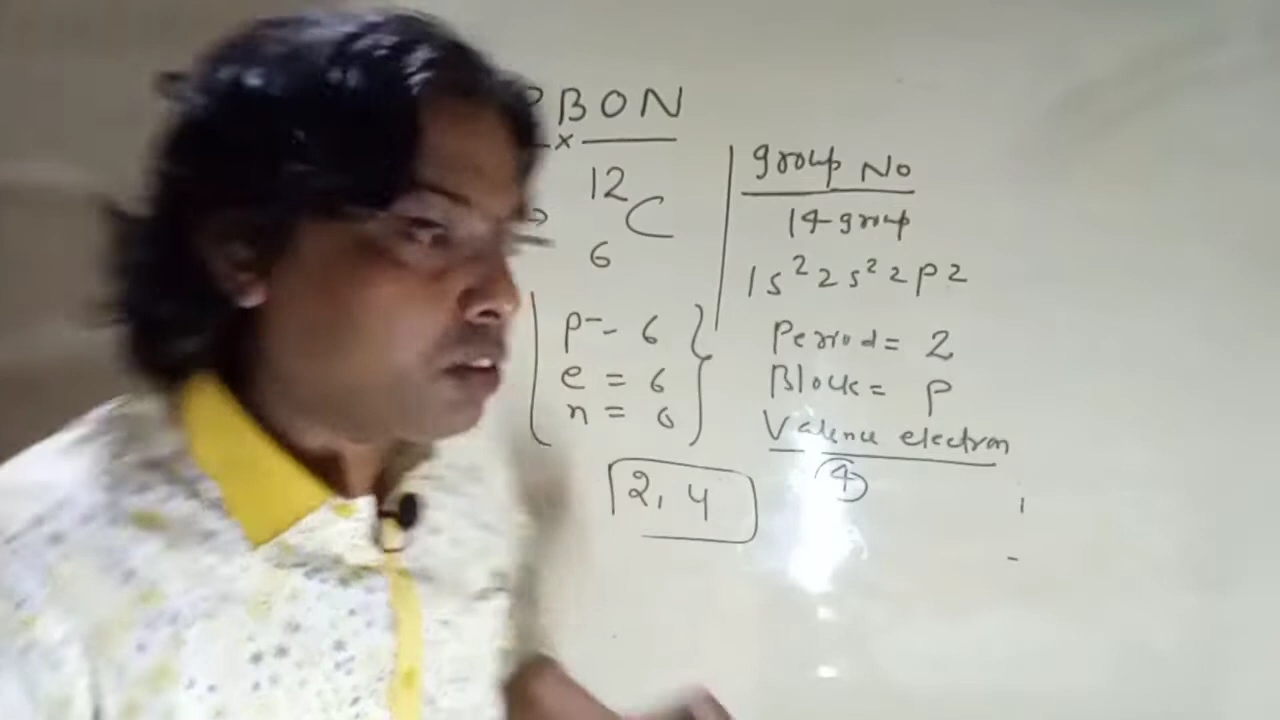 BON
12
C
6
p- 6
e = 6
n = 6
2, 4
group No
14 group
1s² 2s² 2p2
Period = 2
Block = p
Valence electron
4